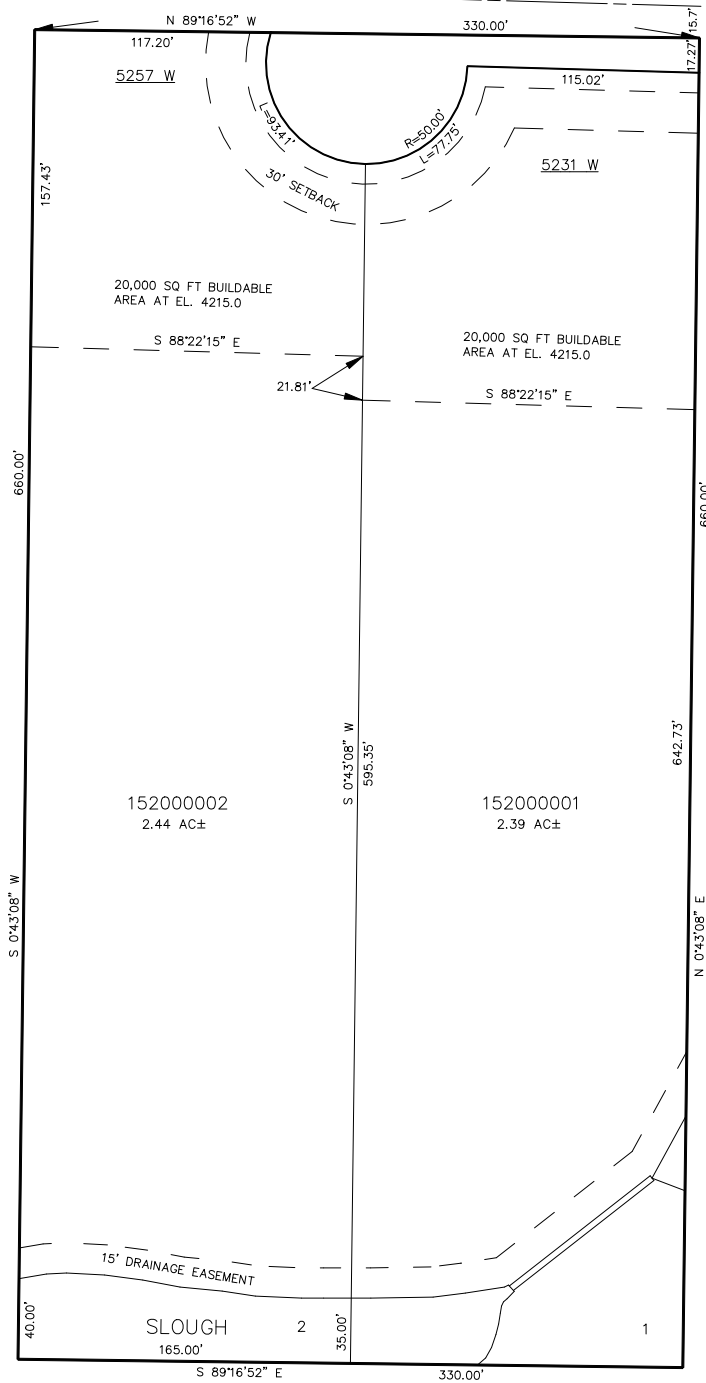 N 89°16'52" W
330.00'
15.7'
17.27'
117.20'
5257 W
115.02'
L=93.41'
R=50.00'
L=77.75'
5231 W
30' SETBACK
157.43'
20,000 SQ FT BUILDABLE
AREA AT EL. 4215.0
20,000 SQ FT BUILDABLE
AREA AT EL. 4215.0
S 88°22'15" E
21.81'
S 88°22'15" E
660.00'
660.00'
642.73'
S 0°43'08" W
595.35'
152000002
2.44 AC±
152000001
2.39 AC±
S 0°43'08" W
N 0°43'08" E
15' DRAINAGE EASEMENT
40.00'
SLOUGH
2
35.00'
1
165.00'
S 89°16'52" E
330.00'